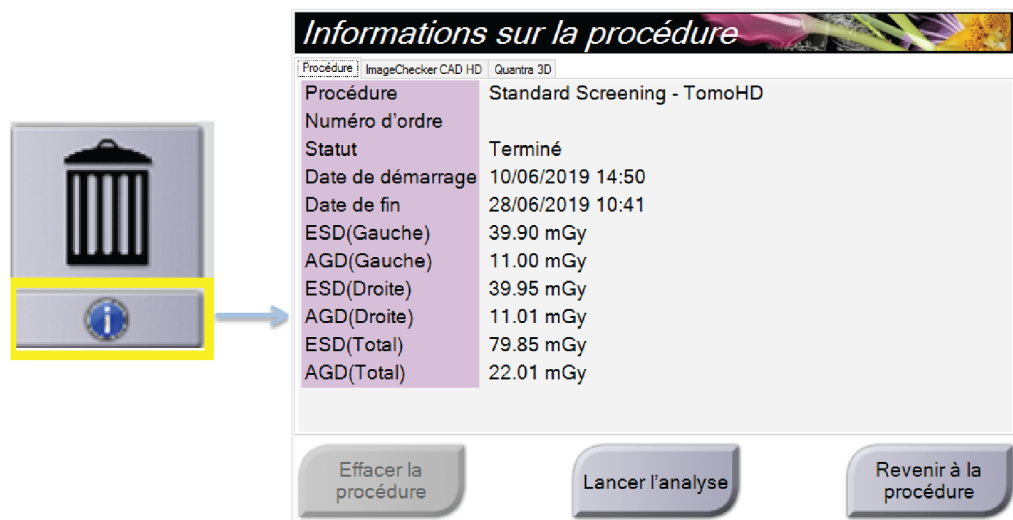 Informations sur la procédure
Procédure ImageChecker CAD HD Quantra 3D
Procédure Standard Screening - TomoHD
Numéro d'ordre
Statut Terminé
Date de démarrage 10/06/2019 14:50
Date de fin 28/06/2019 10:41
ESD(Gauche) 39.90 mGy
AGD(Gauche) 11.00 mGy
ESD(Droite) 39.95 mGy
AGD(Droite) 11.01 mGy
ESD(Total) 79.85 mGy
AGD(Total) 22.01 mGy
Effacer la
procédure
Lancer l'analyse
Revenir à la
procédure